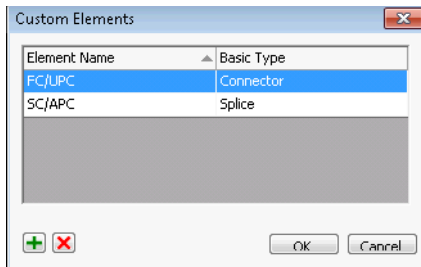 Custom Elements
Element Name Basic Type
FC/UPC Connector
SC/APC Splice
OK Cancel